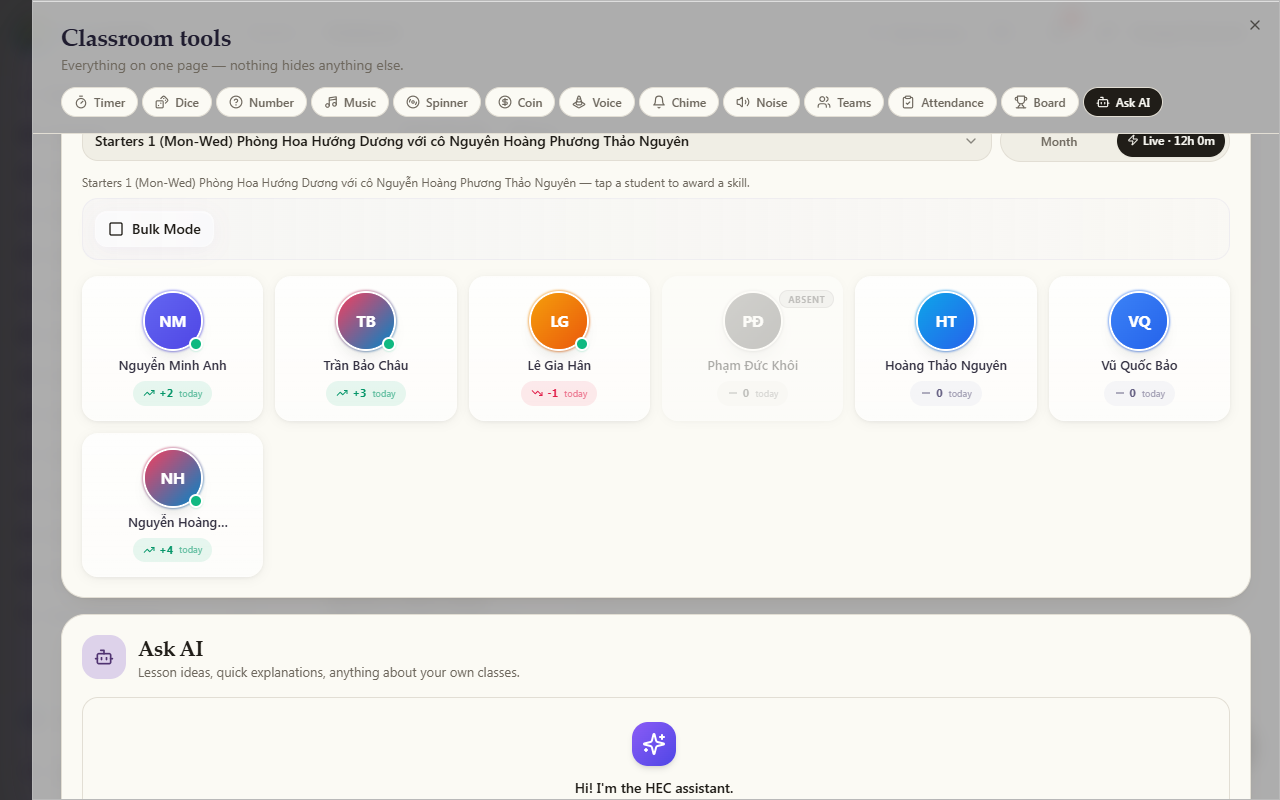 Classroom tools
Everything on one page — nothing hides anything else.
Timer
Dice
Number
Music
Spinner
Coin
Voice
Chime
Noise
Teams
Attendance
Board
Ask AI
Starters 1 (Mon-Wed) Phòng Hoa Hướng Dương với cô Nguyễn Hoàng Phương Thảo Nguyên
Month
Live · 12h 0m
Starters 1 (Mon-Wed) Phòng Hoa Hướng Dương với cô Nguyễn Hoàng Phương Thảo Nguyên — tap a student to award a skill.
Bulk Mode
NM
Nguyễn Minh Anh
+2 today
TB
Trần Bảo Châu
+3 today
LG
Lê Gia Hân
-1 today
PĐ
ABSENT
Phạm Đức Khôi
0 today
HT
Hoàng Thảo Nguyên
0 today
VQ
Vũ Quốc Bảo
0 today
NH
Nguyễn Hoàng...
+4 today
Ask AI
Lesson ideas, quick explanations, anything about your own classes.
Hi! I'm the HEC assistant.